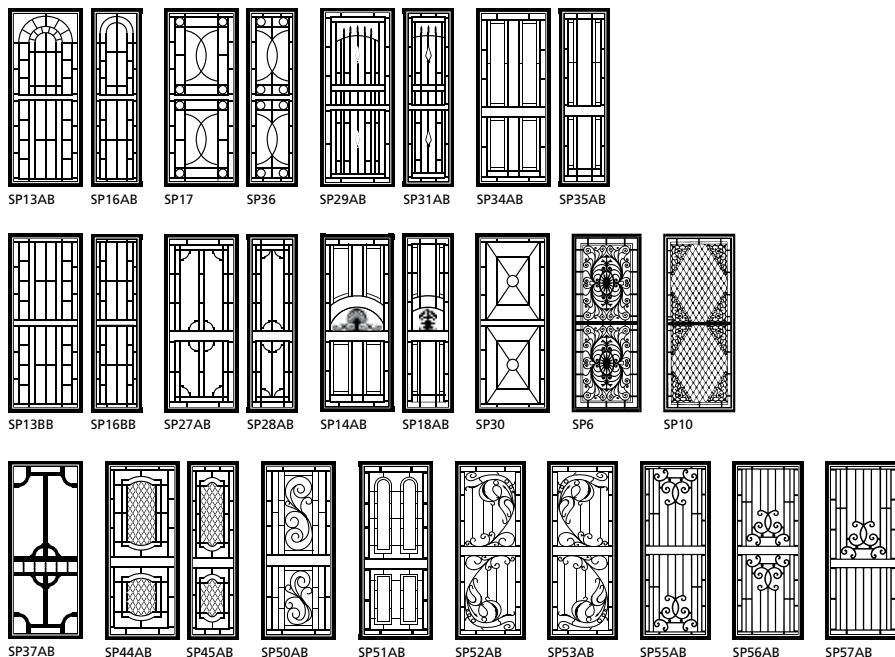 SP13AB SP16AB SP17 SP36 SP29AB SP31AB SP34AB SP35AB
SP13BB SP16BB SP27AB SP28AB SP14AB SP18AB SP30 SP6 SP10
SP37AB SP44AB SP45AB SP50AB SP51AB SP52AB SP53AB SP55AB SP56AB SP57AB